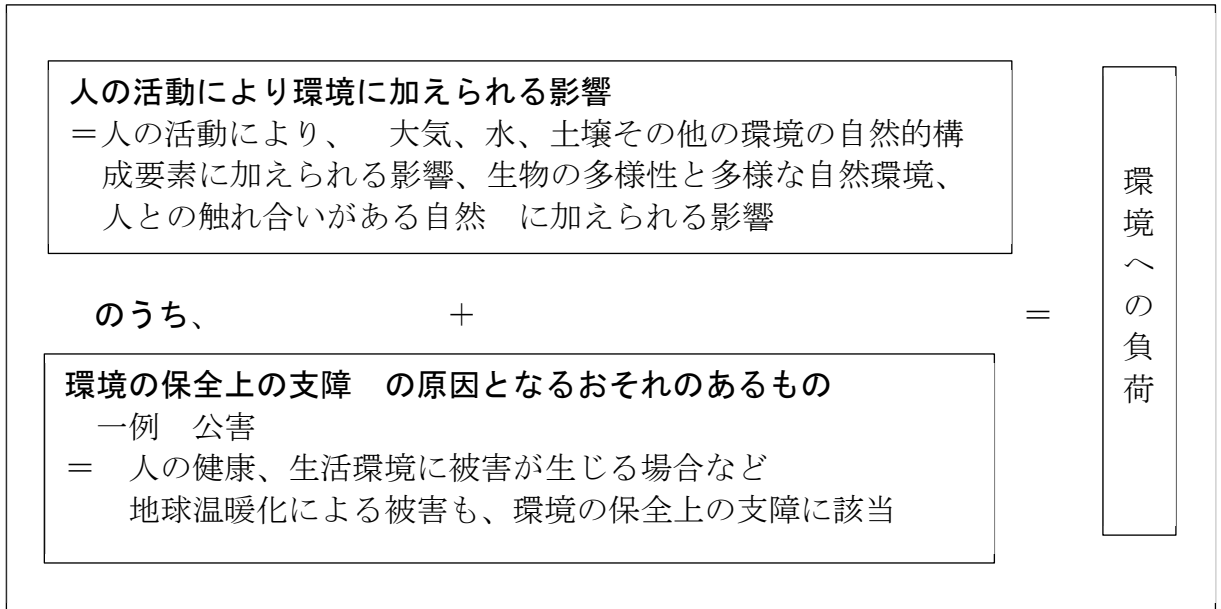 人の活動により環境に加えられる影響
＝人の活動により、　大気、水、土壌その他の環境の自然的構
成要素に加えられる影響、生物の多様性と多様な自然環境、
人との触れ合いがある自然　に加えられる影響
のうち、　＋　＝
環境の保全上の支障　の原因となるおそれのあるもの
一例　公害
＝　人の健康、生活環境に被害が生じる場合など
地球温暖化による被害も、環境の保全上の支障に該当
環境への負荷